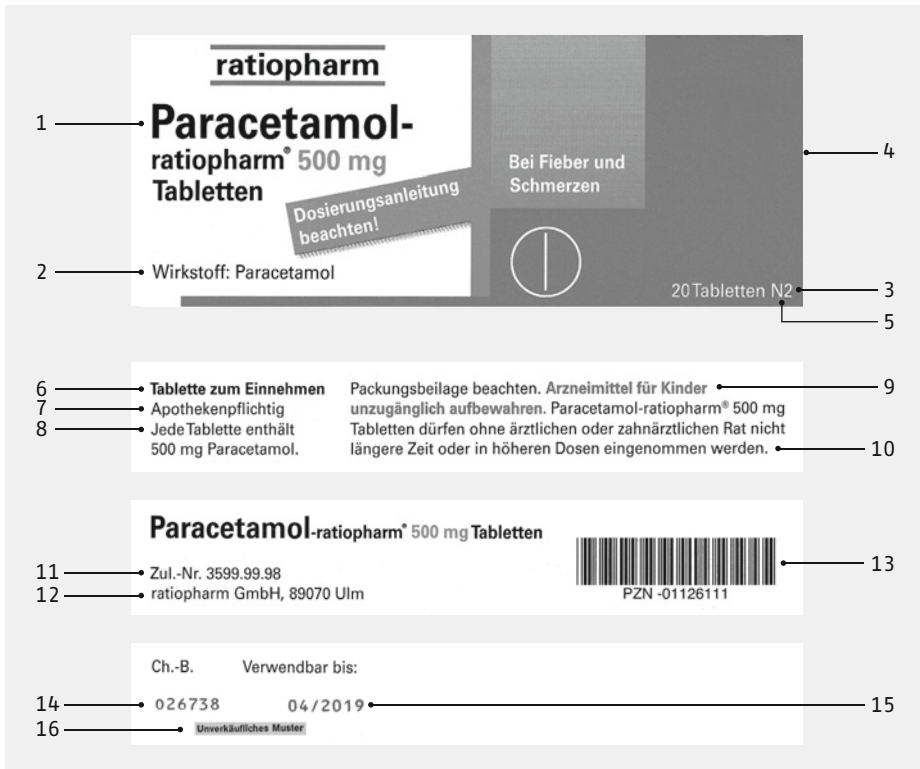 ratiopharm
1
Paracetamol-
ratiopharm® 500 mg
Tabletten
Bei Fieber und
Schmerzen
4
Dosierungsanleitung
beachten!
2
Wirkstoff: Paracetamol
20 Tabletten N2
3
5
6
Tablette zum Einnehmen
7
Apothekenpflichtig
8
Jede Tablette enthält
500 mg Paracetamol.
Packungsbeilage beachten. Arzneimittel für Kinder
unzugänglich aufbewahren. Paracetamol-ratiopharm® 500 mg
Tabletten dürfen ohne ärztlichen oder zahnärztlichen Rat nicht
längere Zeit oder in höheren Dosen eingenommen werden.
9
10
Paracetamol-ratiopharm® 500 mg Tabletten
11
Zul.-Nr. 3599.99.98
12
ratiopharm GmbH, 89070 Ulm
PZN -01126111
13
Ch.-B. Verwendbar bis:
14
026738 04/2019
15
16
Unverkäufliches Muster